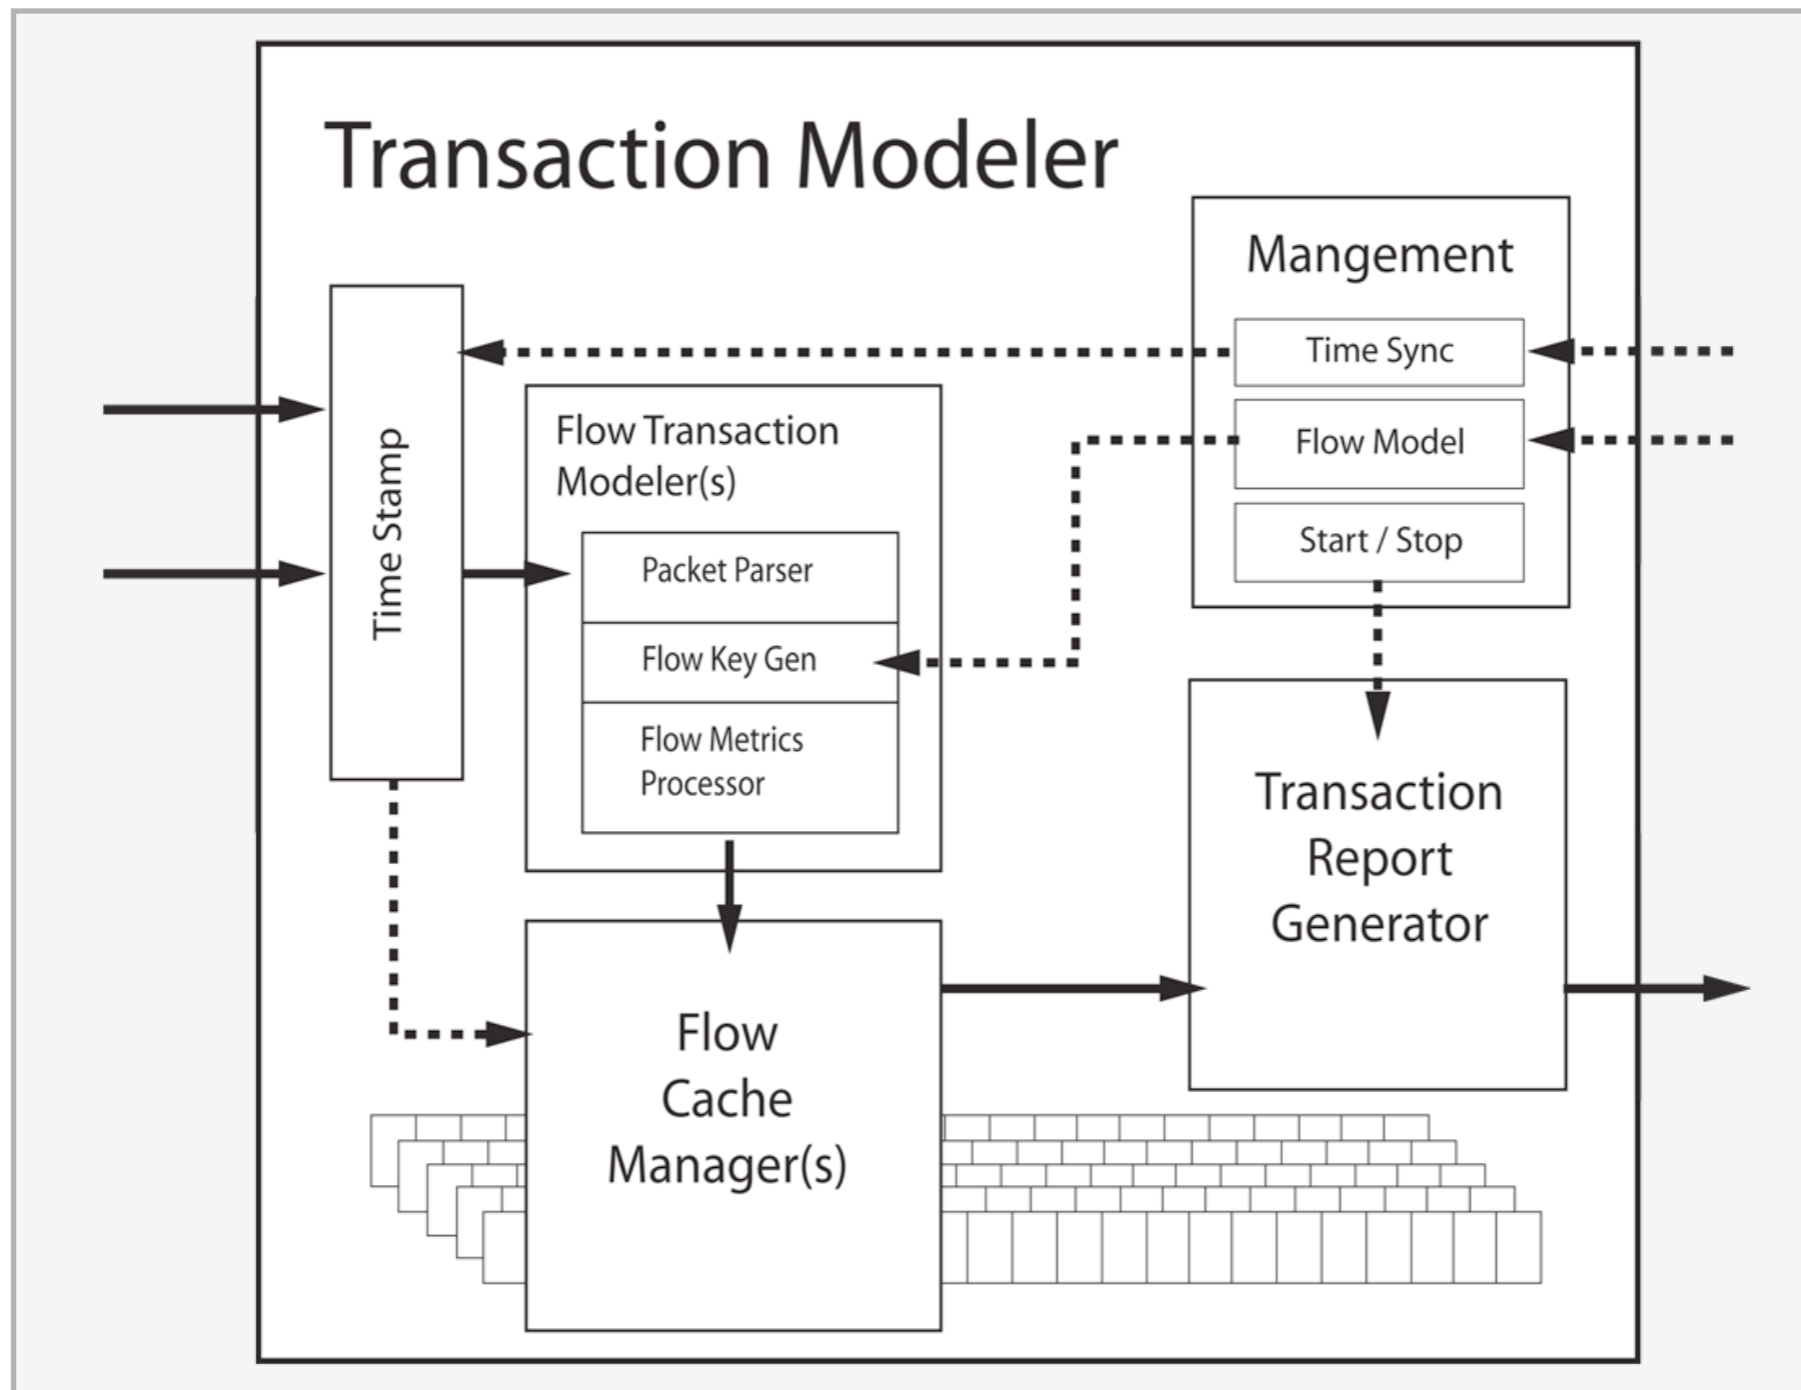 Transaction Modeler
Mangement
Time Sync
Flow Model
Start / Stop
Time Stamp
Flow Transaction
Modeler(s)
Packet Parser
Flow Key Gen
Flow Metrics
Processor
Transaction
Report
Generator
Flow
Cache
Manager(s)